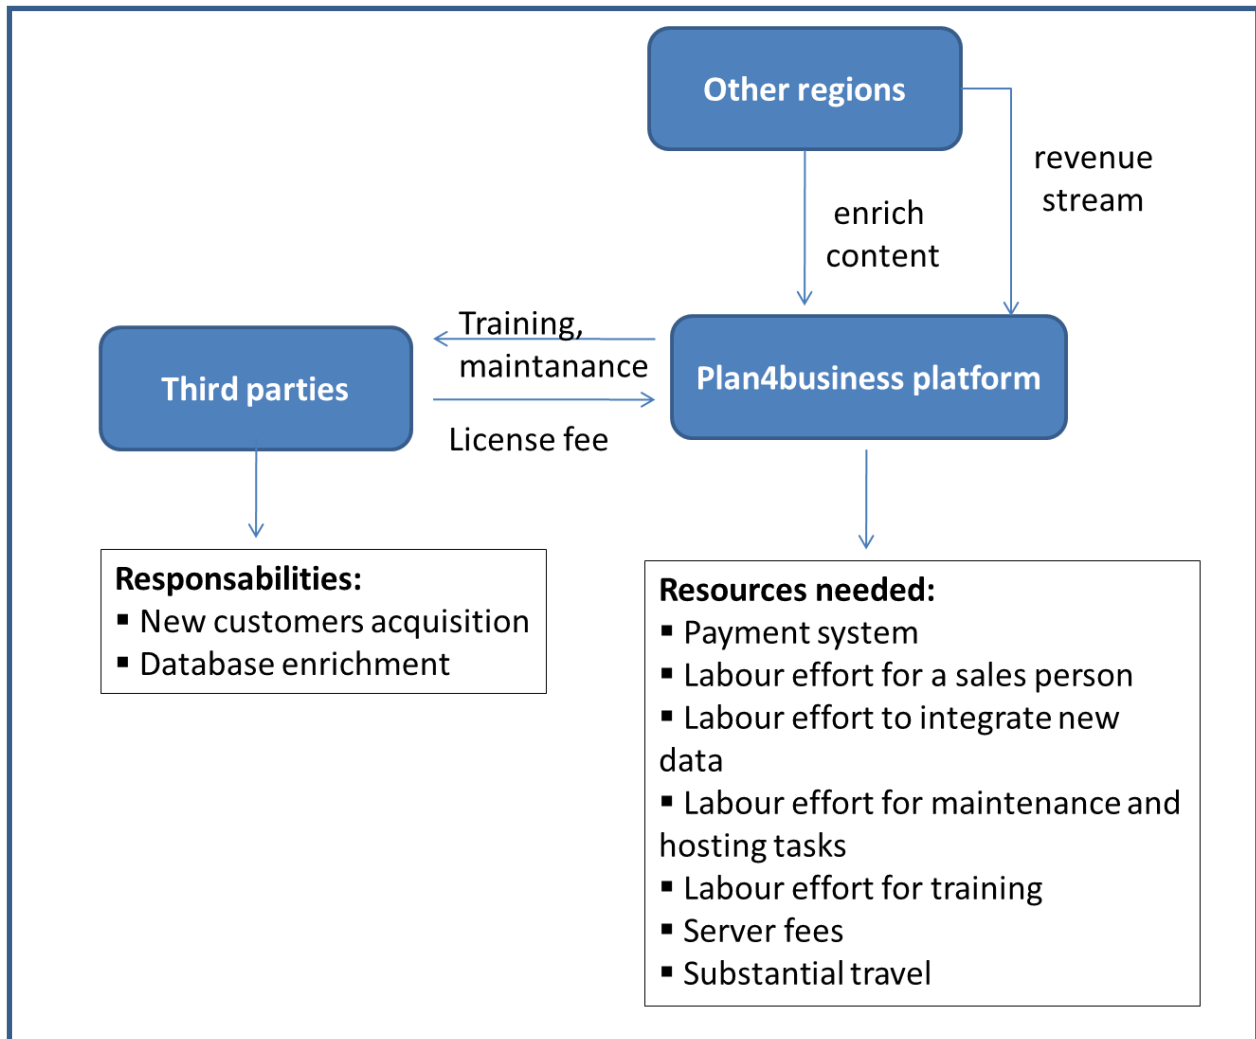 Other regions
revenue
stream
enrich
content
Training,
maintanance
Third parties
Plan4business platform
License fee
Responsabilities:
▪ New customers acquisition
▪ Database enrichment
Resources needed:
▪ Payment system
▪ Labour effort for a sales person
▪ Labour effort to integrate new
data
▪ Labour effort for maintenance and
hosting tasks
▪ Labour effort for training
▪ Server fees
▪ Substantial travel